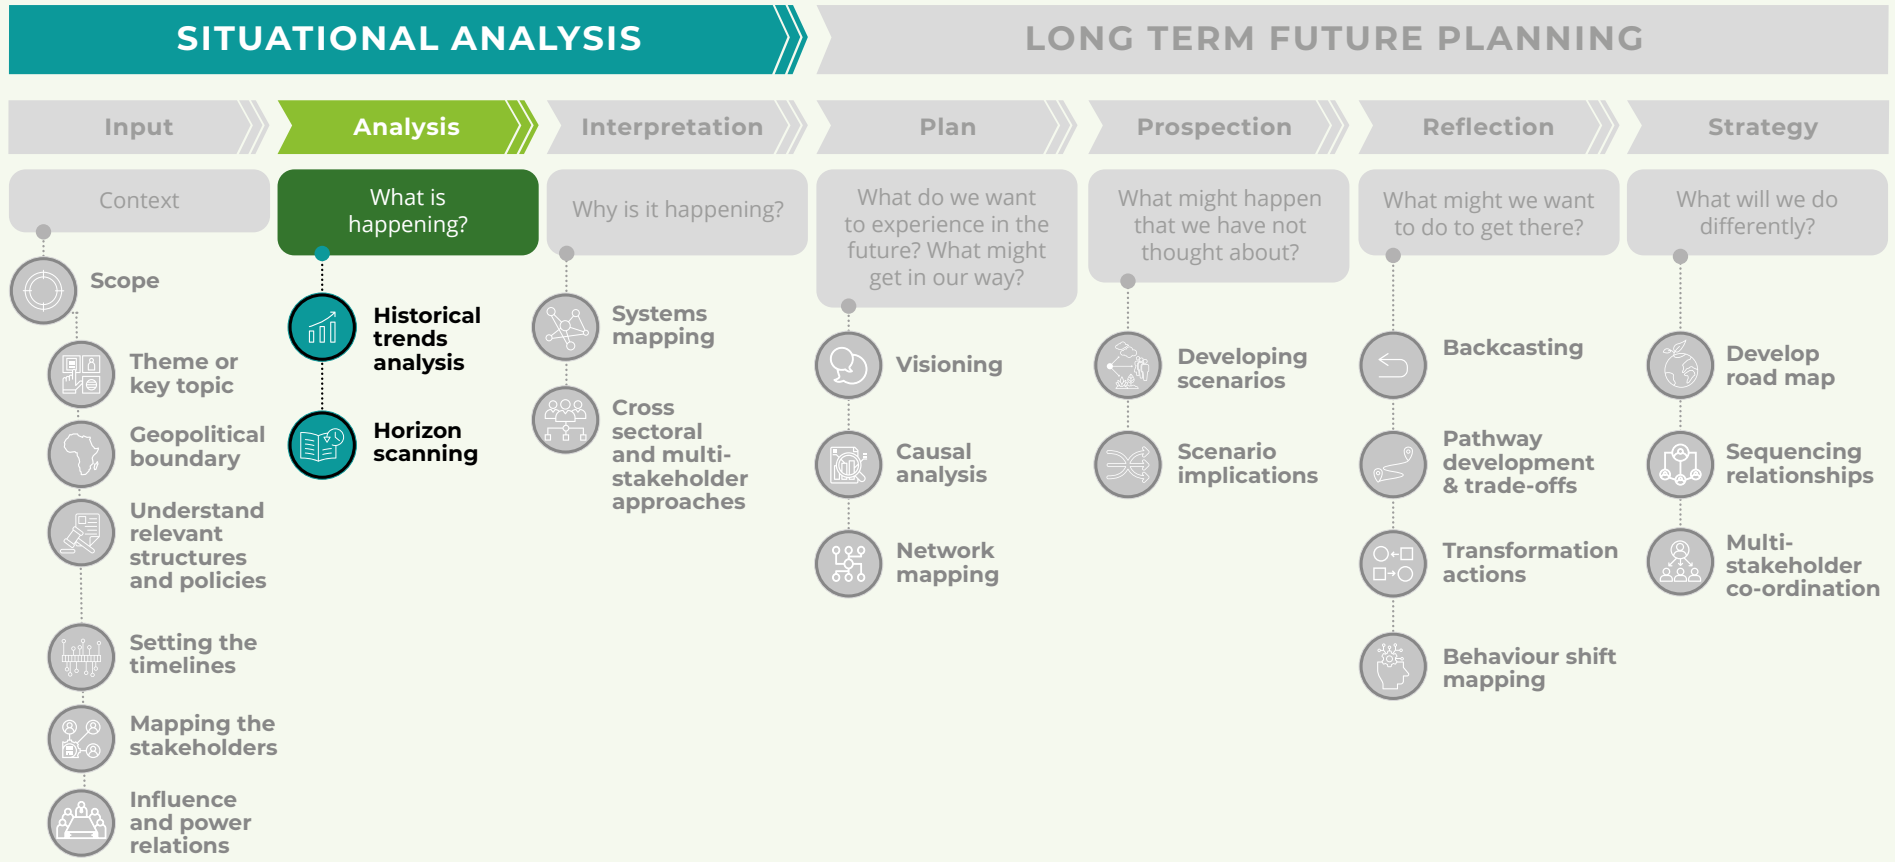 SITUATIONAL ANALYSIS
LONG TERM FUTURE PLANNING
Input
Analysis
Interpretation
Plan
Prospection
Reflection
Strategy
Context
Scope
Theme or
key topic
Geopolitical
boundary
Understand
relevant
structures
and policies
Setting the
timelines
Mapping the
stakeholders
Influence
and power
relations
What is
happening?
Historical
trends
analysis
Horizon
scanning
Why is it happening?
Systems
mapping
Cross
sectoral
and multi-
stakeholder
approaches
What do we want
to experience in the
future? What might
get in our way?
Visioning
Causal
analysis
Network
mapping
What might happen
that we have not
thought about?
Developing
scenarios
Scenario
implications
What might we want
to do to get there?
Backcasting
Pathway
development
& trade-offs
Transformation
actions
Behaviour shift
mapping
What will we do
differently?
Develop
road map
Sequencing
relationships
Multi-
stakeholder
co-ordination